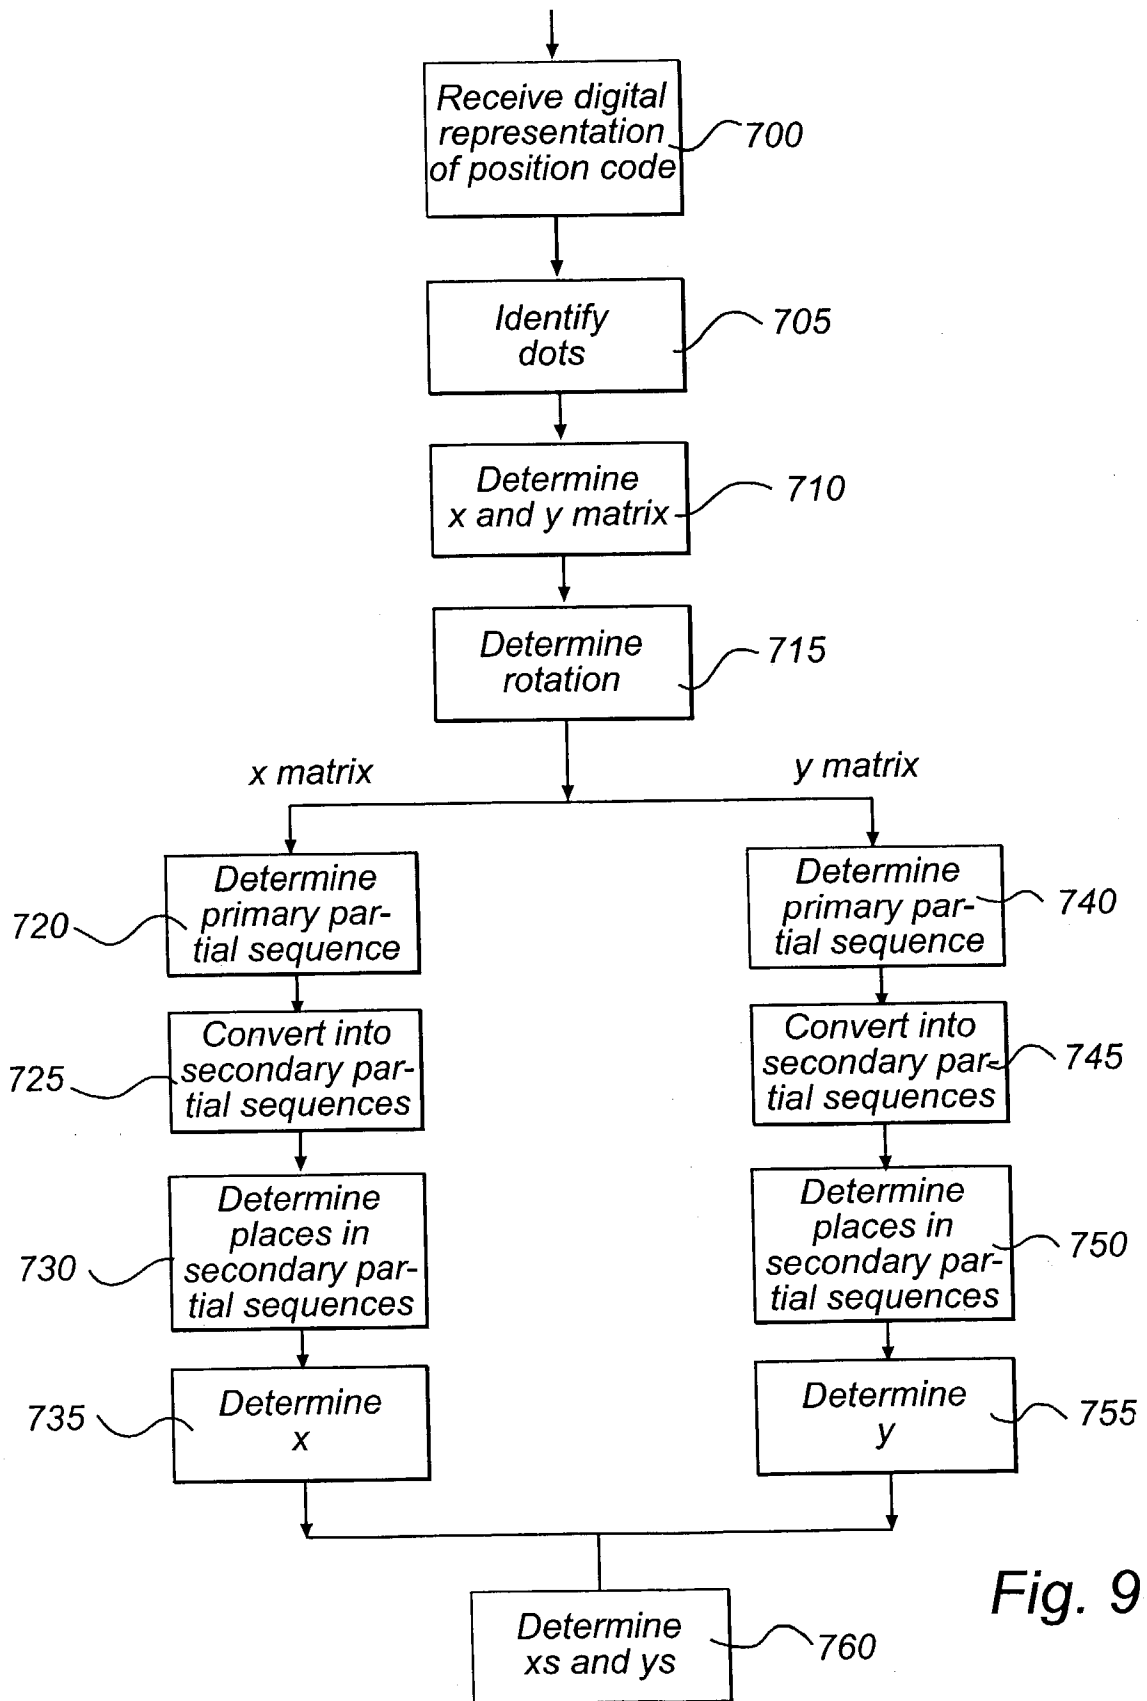 Receive digital
representation
of position code
700
Identify
dots
705
Determine
x and y matrix
710
Determine
rotation
715
x matrix
y matrix
Determine
primary par-
tial sequence
720
Determine
primary par-
tial sequence
740
Convert into
secondary par-
tial sequences
725
Convert into
secondary par-
tial sequences
745
Determine
places in
secondary par-
tial sequences
730
Determine
places in
secondary par-
tial sequences
750
Determine
x
735
Determine
y
755
Determine
xs and ys
760
Fig. 9